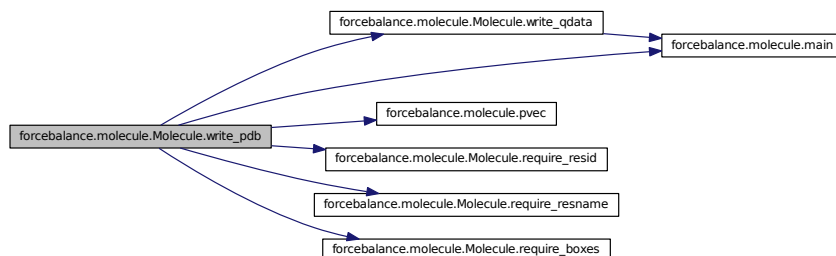 forcebalance.molecule.Molecule.write_pdb
forcebalance.molecule.Molecule.write_qdata
forcebalance.molecule.main
forcebalance.molecule.pvec
forcebalance.molecule.Molecule.require_resid
forcebalance.molecule.Molecule.require_resname
forcebalance.molecule.Molecule.require_boxes